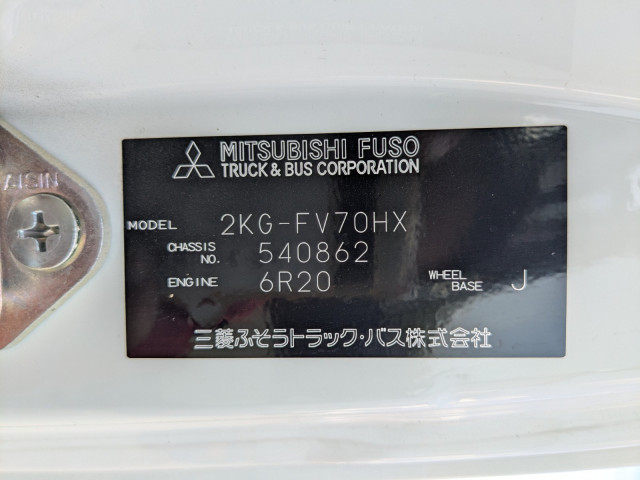 AISIN
MITSUBISHI FUSO
TRUCK & BUS CORPORATION
MODEL 2KG-FV70HX
CHASSIS NO. 540862
ENGINE 6R20 WHEEL BASE J
三菱ふそうトラック・バス株式会社